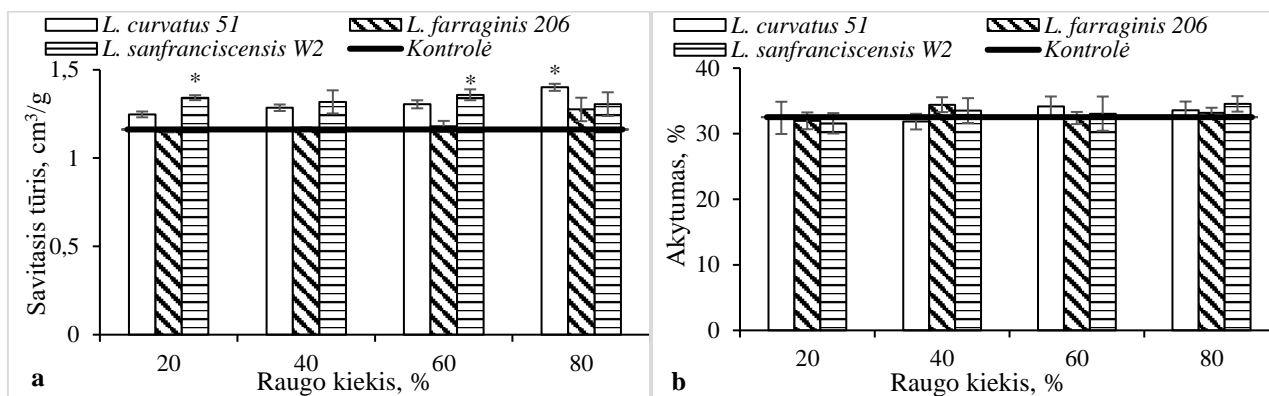 L. curvatus 51
L. farraginis 206
L. sanfranciscensis W2
Kontrolė
Savitasis tūris, cm³/g
1,5
1
0,5
0
*
*
*
20
40
60
80
Raugo kiekis, %
a
L. curvatus 51
L. farraginis 206
L. sanfranciscensis W2
Kontrolė
Akytumas, %
40
30
20
10
0
20
40
60
80
Raugo kiekis, %
b